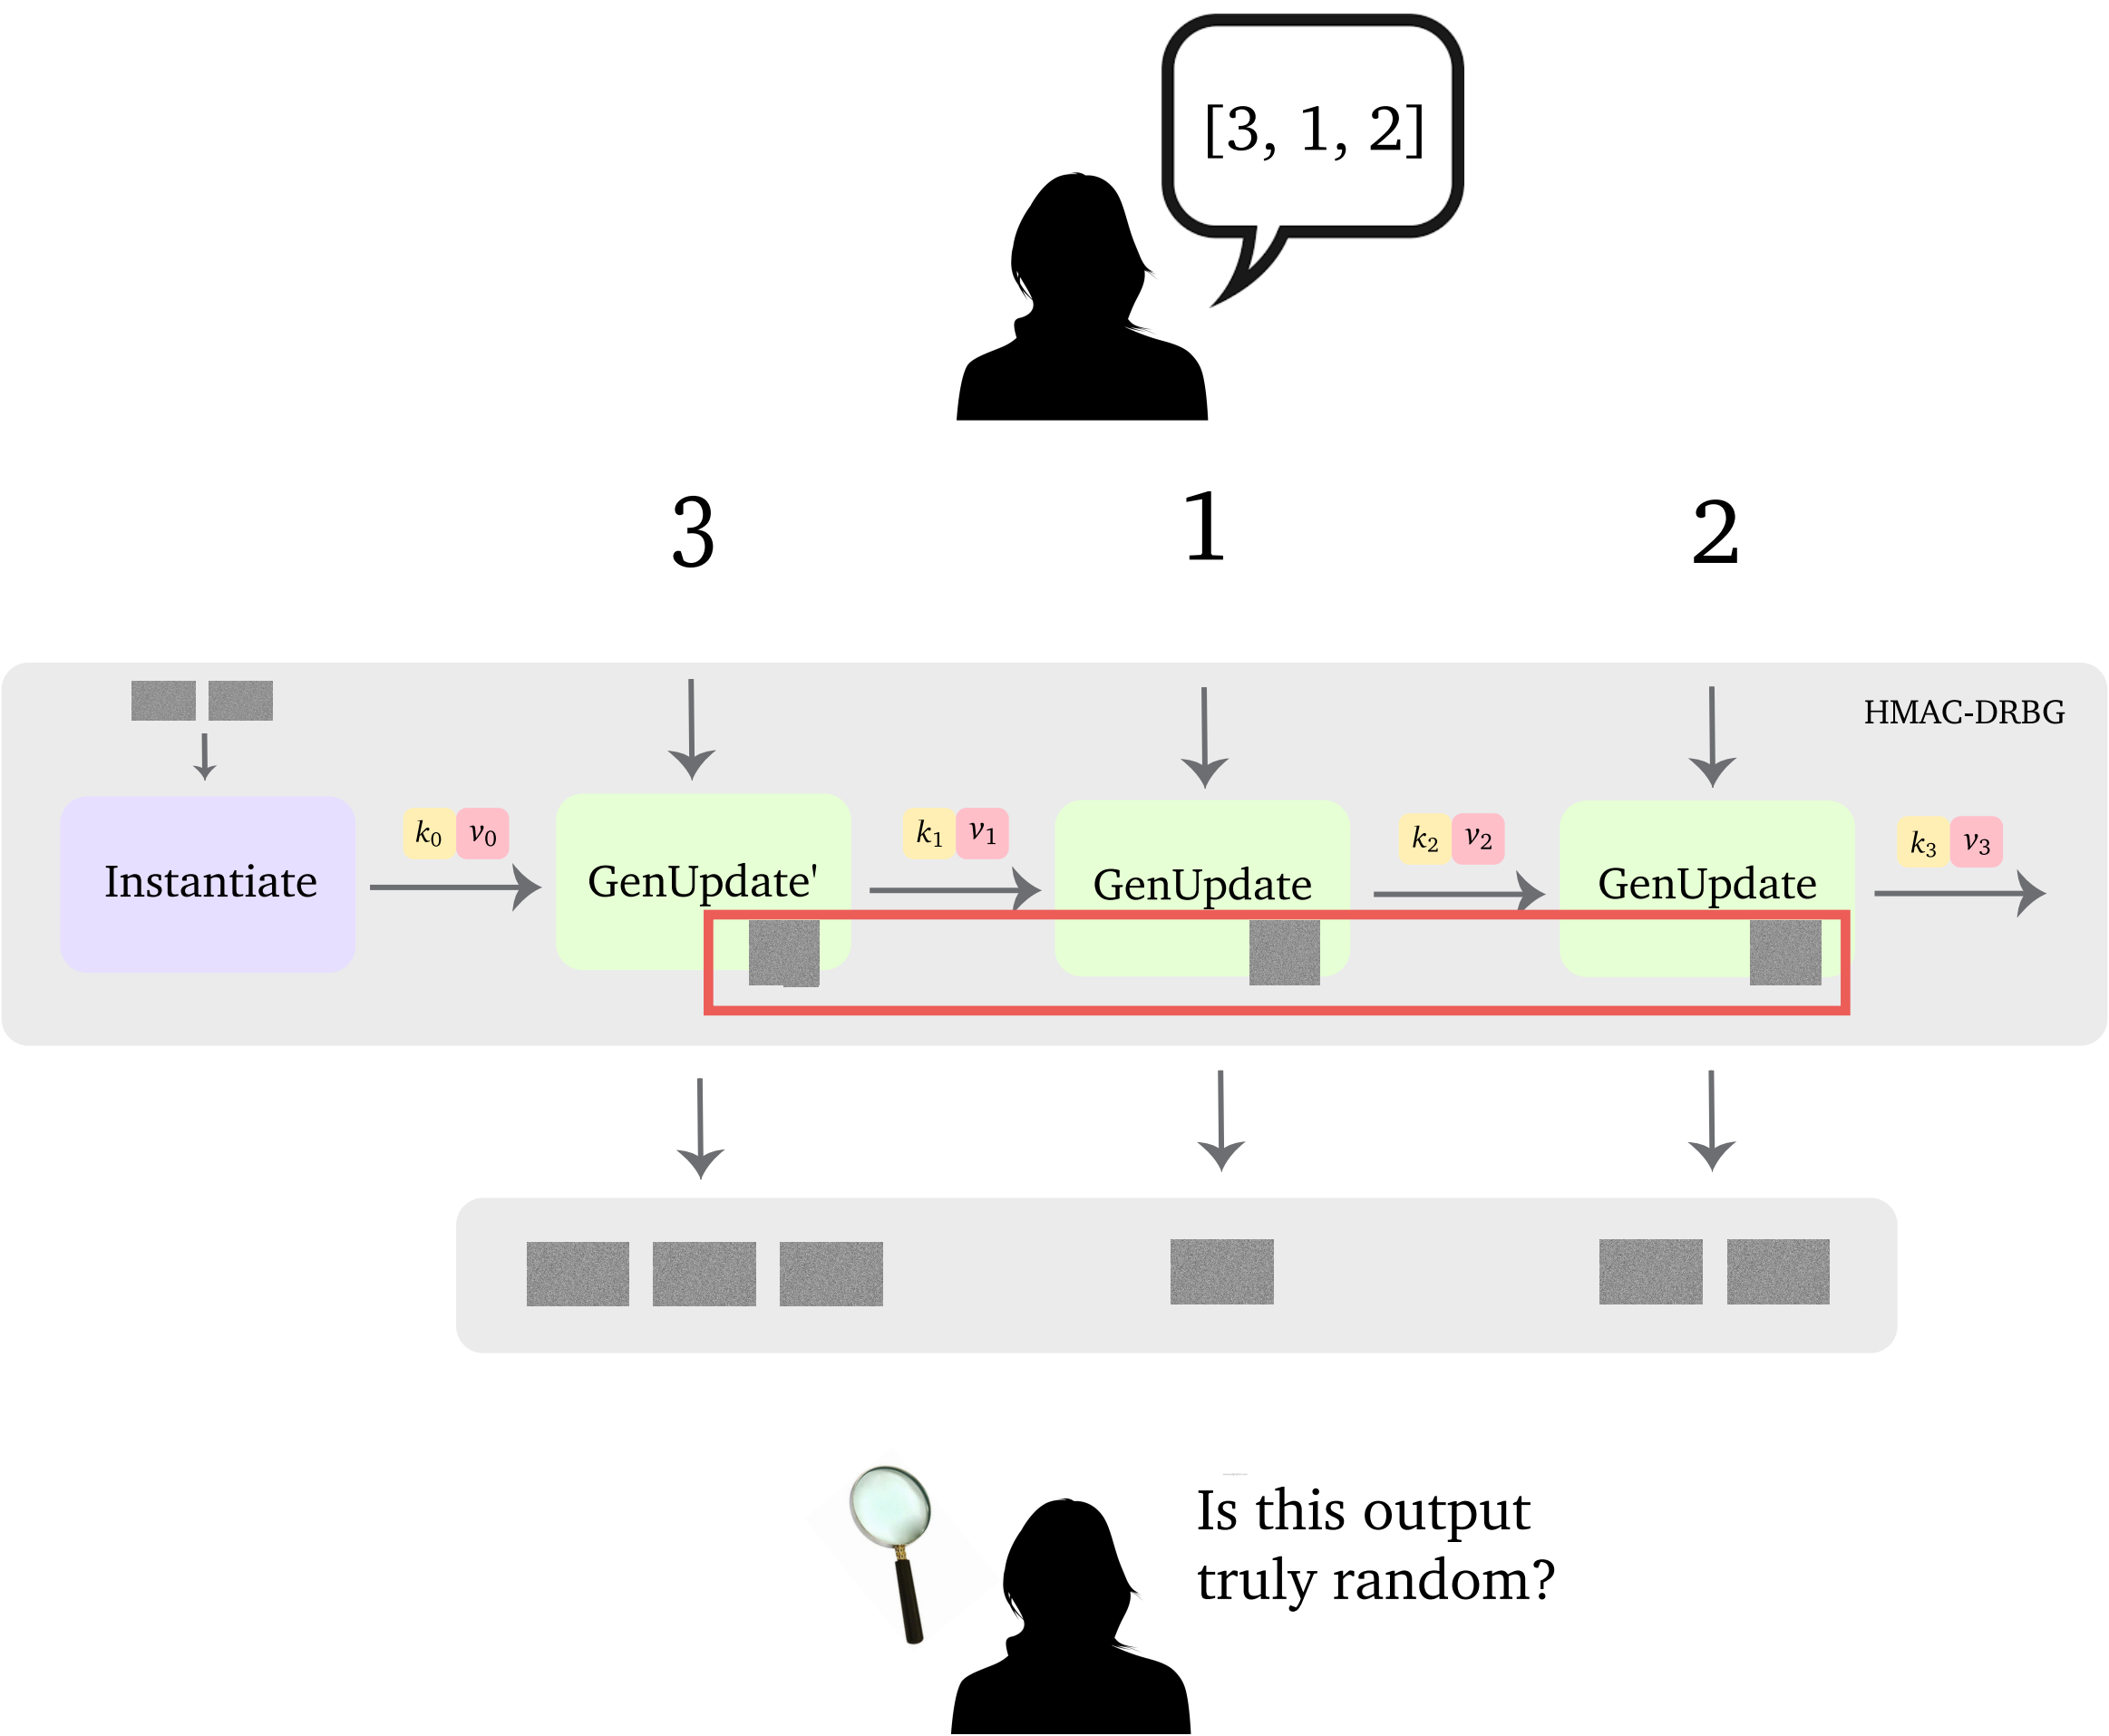 [3, 1, 2]
3
1
2
HMAC-DRBG
k₀ v₀
k₁ v₁
k₂ v₂
k₃ v₃
Instantiate
GenUpdate'
GenUpdate
GenUpdate
Is this output
truly random?